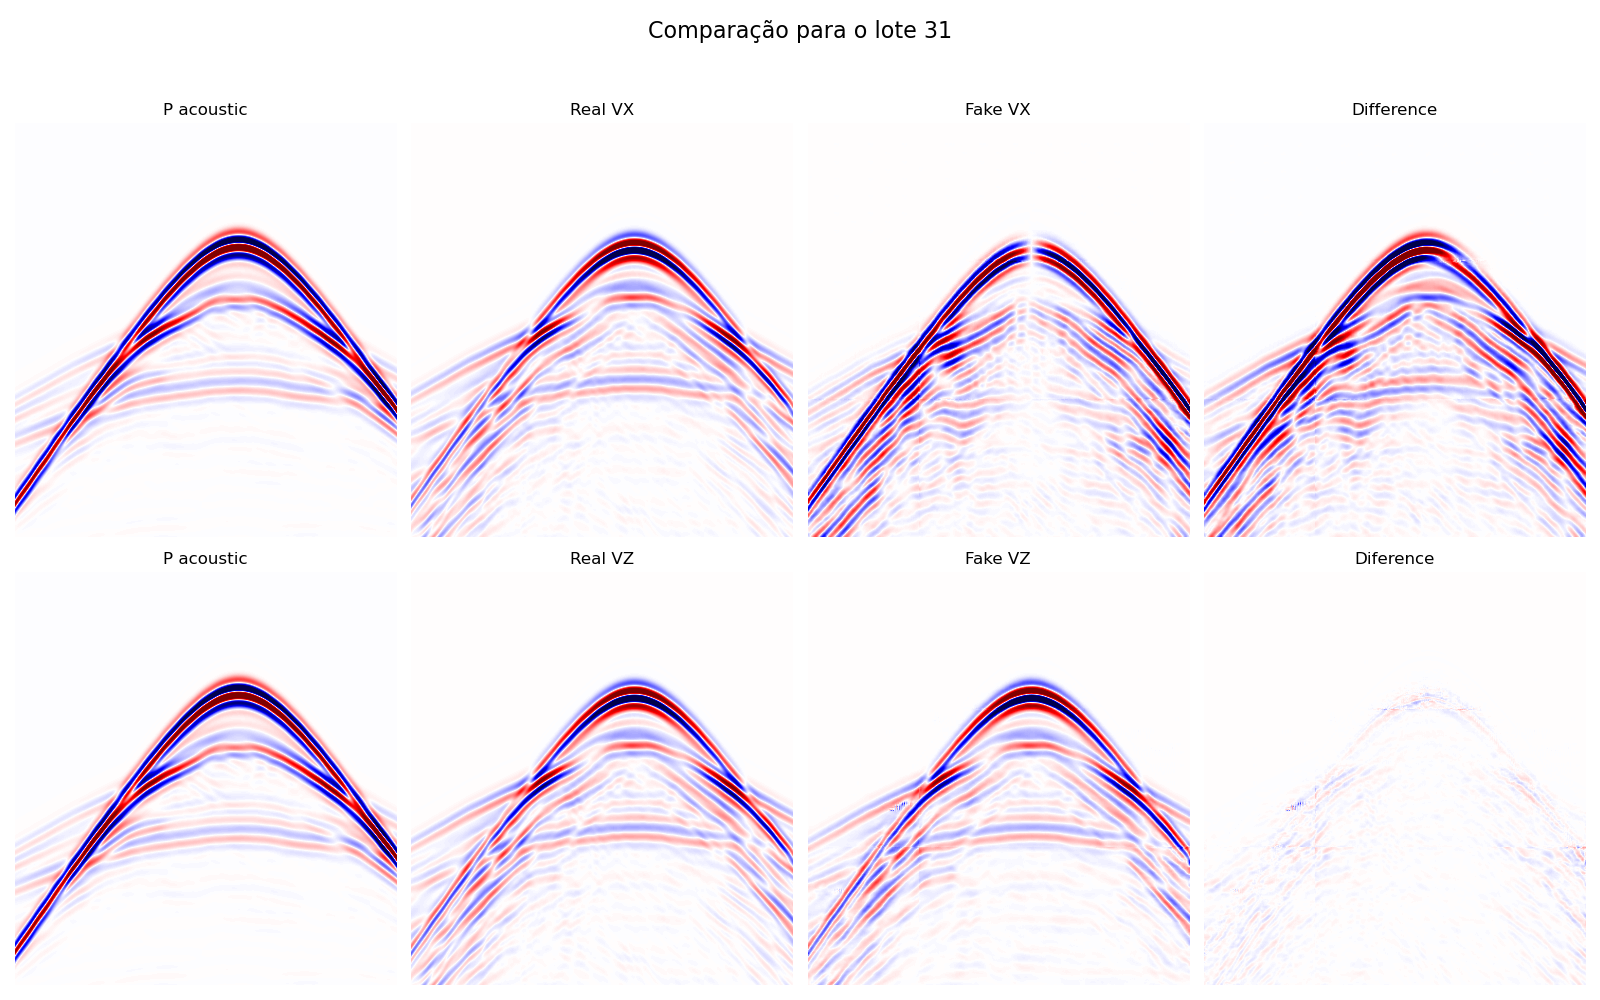 Comparação para o lote 31
P acoustic
Real VX
Fake VX
Difference
P acoustic
Real VZ
Fake VZ
Diference